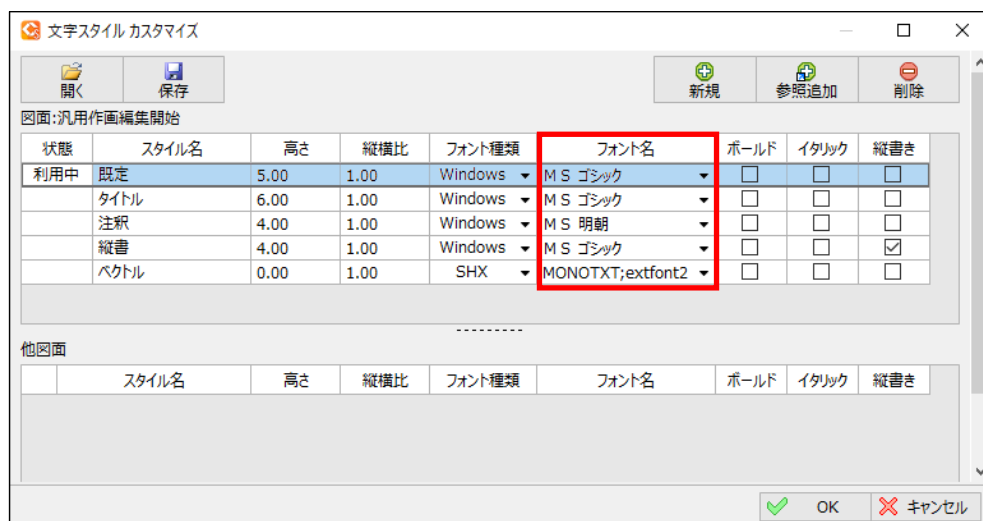 文字スタイル カスタマイズ
開く 保存 新規 参照追加 削除
図面:汎用作画編集開始
状態 スタイル名 高さ 縦横比 フォント種類 フォント名 ボールド イタリック 縦書き
利用中 既定 5.00 1.00 Windows ＭＳ ゴシック
タイトル 6.00 1.00 Windows ＭＳ ゴシック
注釈 4.00 1.00 Windows ＭＳ 明朝
縦書 4.00 1.00 Windows ＭＳ ゴシック
ベクトル 0.00 1.00 SHX MONOTXT;extfont2
他図面
スタイル名 高さ 縦横比 フォント種類 フォント名 ボールド イタリック 縦書き
OK キャンセル